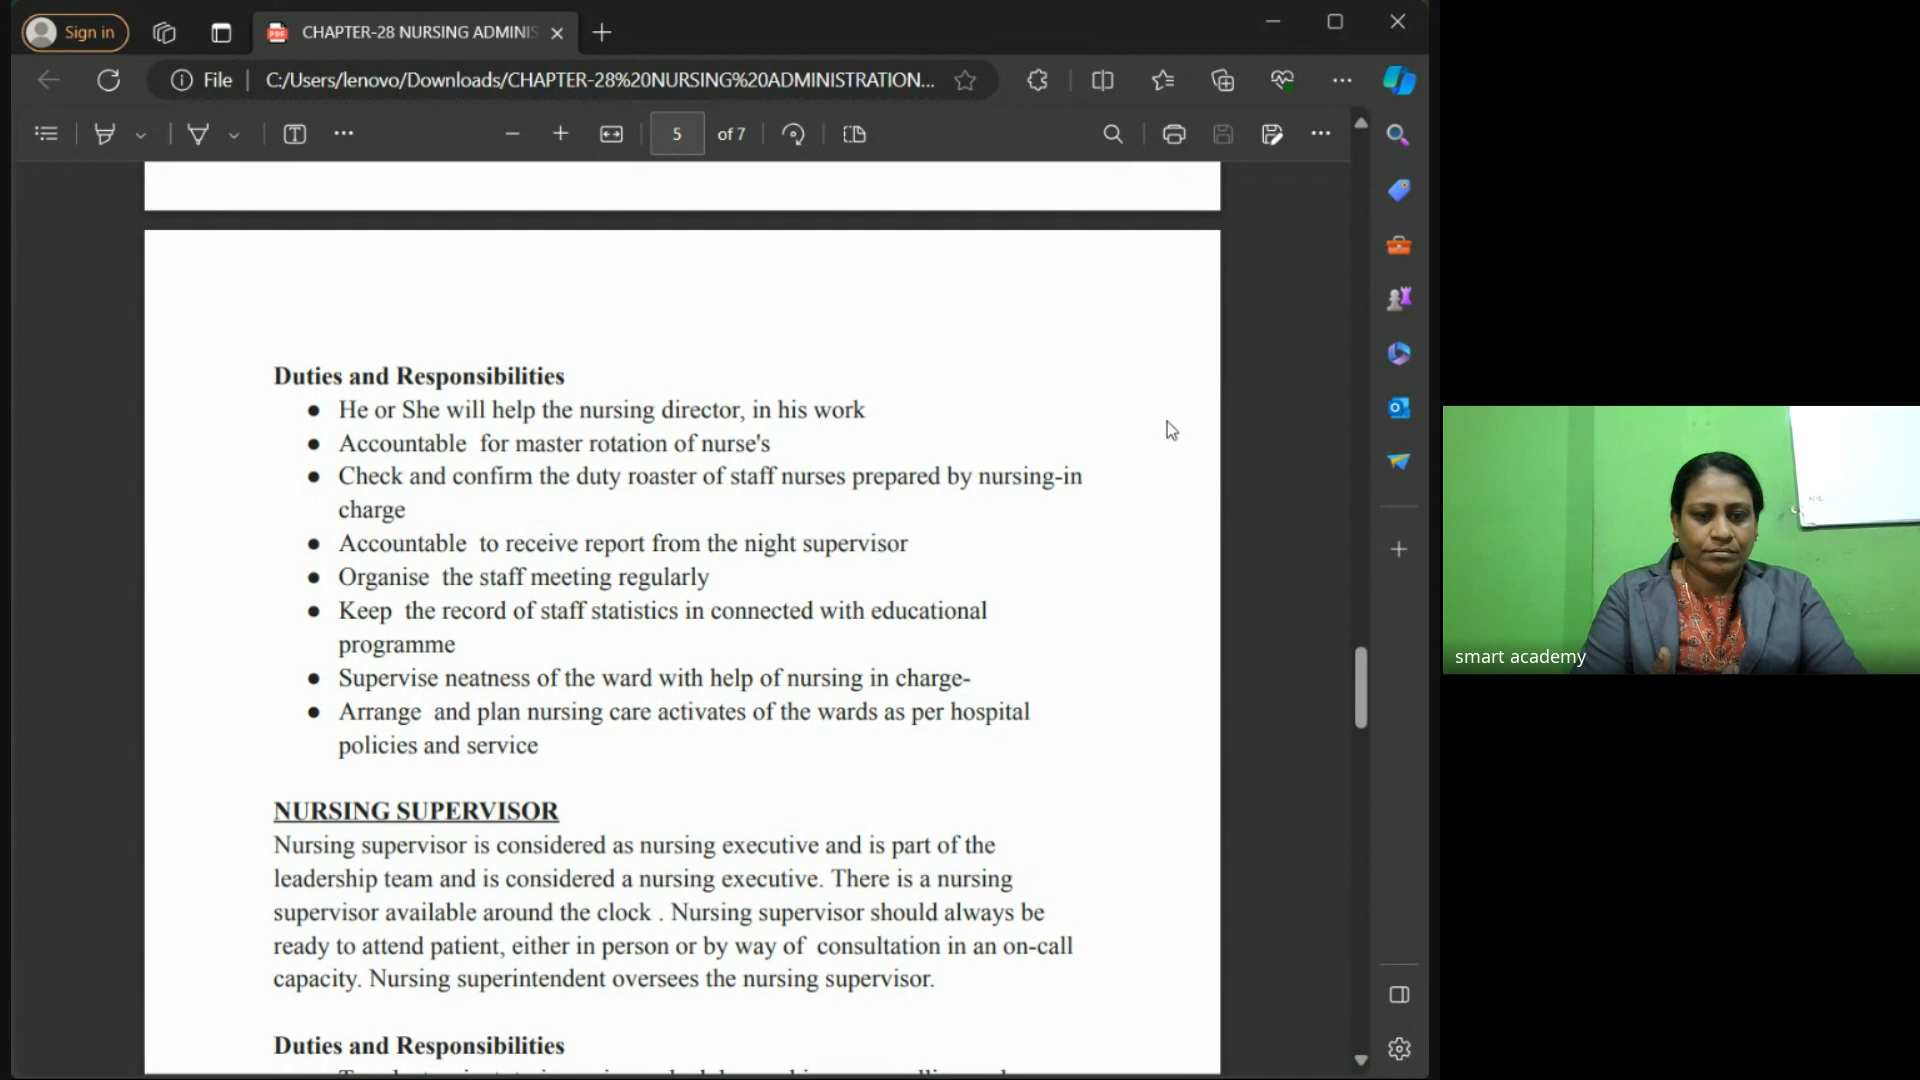 Sign in
CHAPTER-28 NURSING ADMINIS
File
C:/Users/lenovo/Downloads/CHAPTER-28%20NURSING%20ADMINISTRATION...
5 of 7
Duties and Responsibilities
● He or She will help the nursing director, in his work
● Accountable for master rotation of nurse's
● Check and confirm the duty roaster of staff nurses prepared by nursing-in
charge
● Accountable to receive report from the night supervisor
● Organise the staff meeting regularly
● Keep the record of staff statistics in connected with educational
programme
● Supervise neatness of the ward with help of nursing in charge-
● Arrange and plan nursing care activates of the wards as per hospital
policies and service
NURSING SUPERVISOR
Nursing supervisor is considered as nursing executive and is part of the
leadership team and is considered a nursing executive. There is a nursing
supervisor available around the clock . Nursing supervisor should always be
ready to attend patient, either in person or by way of consultation in an on-call
capacity. Nursing superintendent oversees the nursing supervisor.
Duties and Responsibilities
smart academy